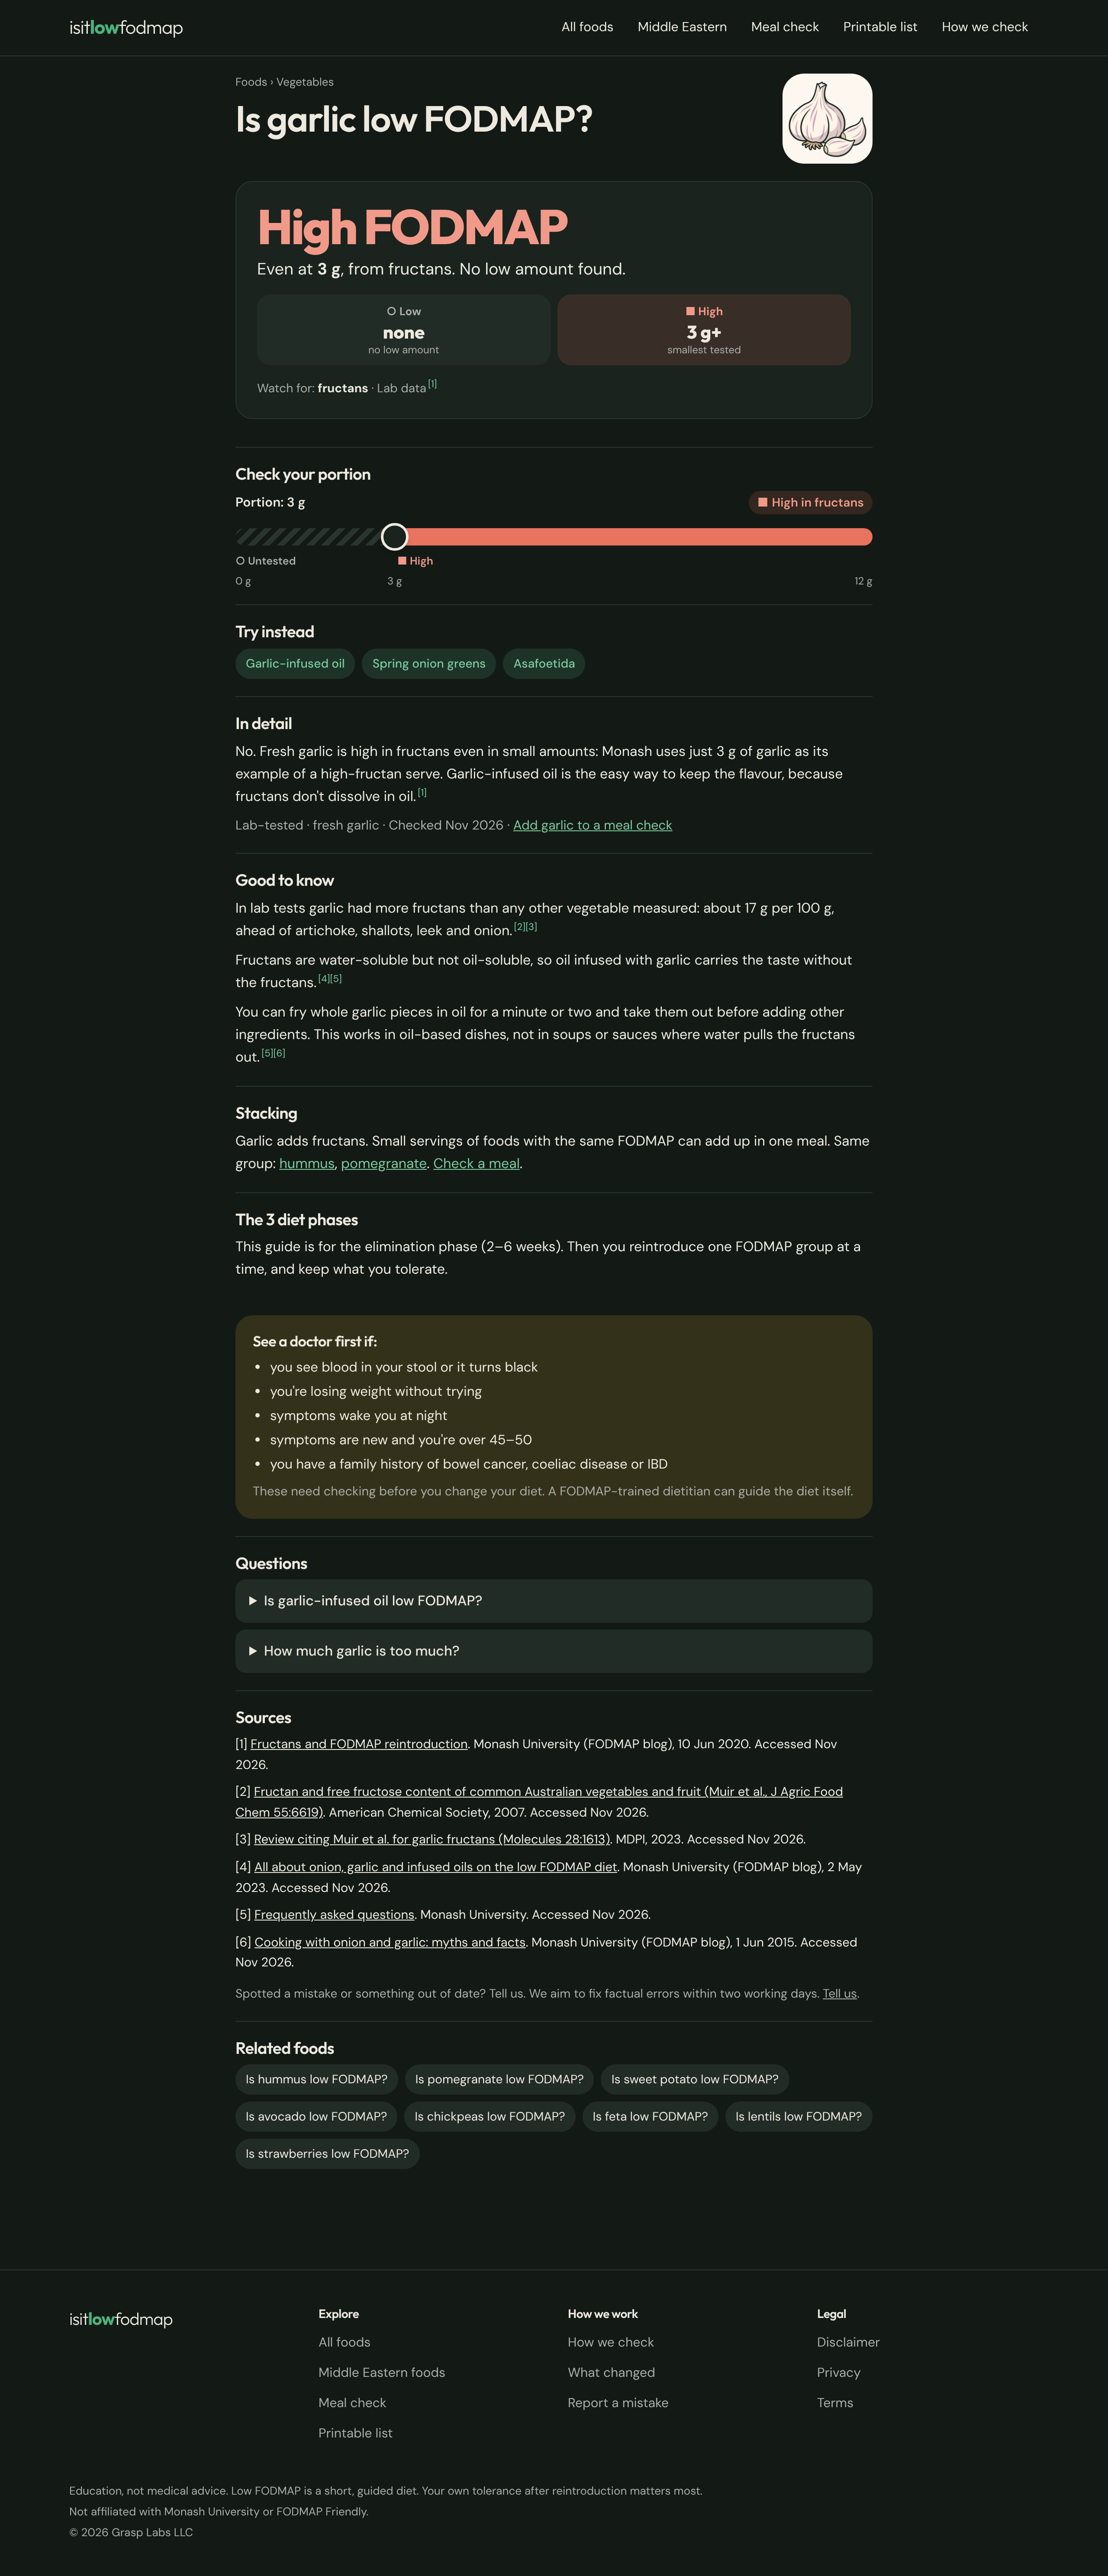 isitlowfodmap
All foods Middle Eastern Meal check Printable list How we check
Foods › Vegetables
Is garlic low FODMAP?
High FODMAP
Even at 3 g, from fructans. No low amount found.
Low
none
no low amount
High
3 g+
smallest tested
Watch for: fructans · Lab data [1]
Check your portion
Portion: 3 g
High in fructans
Untested
High
0 g
3 g
12 g
Try instead
Garlic-infused oil
Spring onion greens
Asafoetida
In detail
No. Fresh garlic is high in fructans even in small amounts: Monash uses just 3 g of garlic as its
example of a high-fructan serve. Garlic-infused oil is the easy way to keep the flavour, because
fructans don't dissolve in oil. [1]
Lab-tested · fresh garlic · Checked Nov 2026 · Add garlic to a meal check
Good to know
In lab tests garlic had more fructans than any other vegetable measured: about 17 g per 100 g,
ahead of artichoke, shallots, leek and onion. [2][3]
Fructans are water-soluble but not oil-soluble, so oil infused with garlic carries the taste without
the fructans. [4][5]
You can fry whole garlic pieces in oil for a minute or two and take them out before adding other
ingredients. This works in oil-based dishes, not in soups or sauces where water pulls the fructans
out. [5][6]
Stacking
Garlic adds fructans. Small servings of foods with the same FODMAP can add up in one meal. Same
group: hummus, pomegranate. Check a meal.
The 3 diet phases
This guide is for the elimination phase (2–6 weeks). Then you reintroduce one FODMAP group at a
time, and keep what you tolerate.
See a doctor first if:
• you see blood in your stool or it turns black
• you're losing weight without trying
• symptoms wake you at night
• symptoms are new and you're over 45–50
• you have a family history of bowel cancer, coeliac disease or IBD
These need checking before you change your diet. A FODMAP-trained dietitian can guide the diet itself.
Questions
Is garlic-infused oil low FODMAP?
How much garlic is too much?
Sources
[1] Fructans and FODMAP reintroduction. Monash University (FODMAP blog), 10 Jun 2020. Accessed Nov
2026.
[2] Fructan and free fructose content of common Australian vegetables and fruit (Muir et al., J Agric Food
Chem 55:6619). American Chemical Society, 2007. Accessed Nov 2026.
[3] Review citing Muir et al. for garlic fructans (Molecules 28:1613). MDPI, 2023. Accessed Nov 2026.
[4] All about onion, garlic and infused oils on the low FODMAP diet. Monash University (FODMAP blog), 2 May
2023. Accessed Nov 2026.
[5] Frequently asked questions. Monash University. Accessed Nov 2026.
[6] Cooking with onion and garlic: myths and facts. Monash University (FODMAP blog), 1 Jun 2015. Accessed
Nov 2026.
Spotted a mistake or something out of date? Tell us. We aim to fix factual errors within two working days. Tell us.
Related foods
Is hummus low FODMAP? Is pomegranate low FODMAP? Is sweet potato low FODMAP?
Is avocado low FODMAP? Is chickpeas low FODMAP? Is feta low FODMAP? Is lentils low FODMAP?
Is strawberries low FODMAP?
isitlowfodmap
Explore
All foods
Middle Eastern foods
Meal check
Printable list
How we work
How we check
What changed
Report a mistake
Legal
Disclaimer
Privacy
Terms
Education, not medical advice. Low FODMAP is a short, guided diet. Your own tolerance after reintroduction matters most.
Not affiliated with Monash University or FODMAP Friendly.
© 2026 Grasp Labs LLC